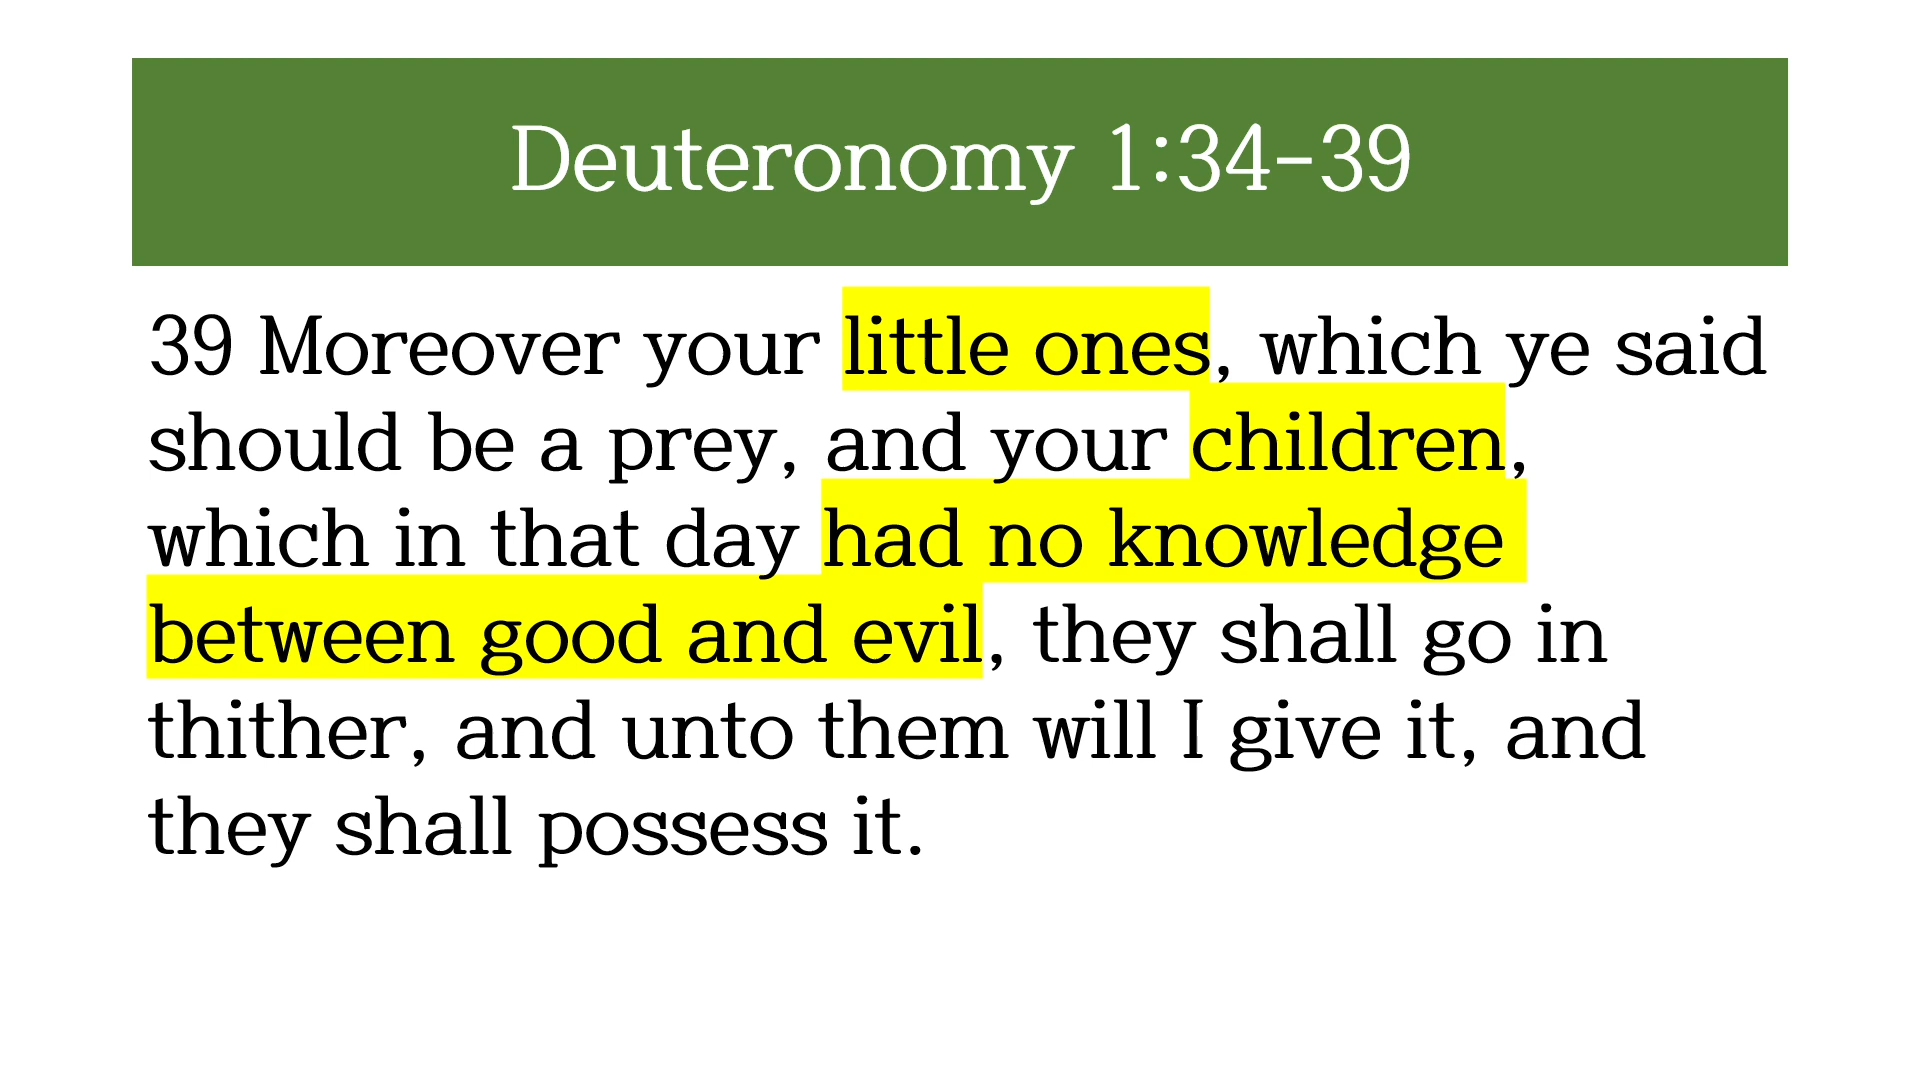 Deuteronomy 1:34-39
39 Moreover your little ones, which ye said
should be a prey, and your children,
which in that day had no knowledge
between good and evil, they shall go in
thither, and unto them will I give it, and
they shall possess it.